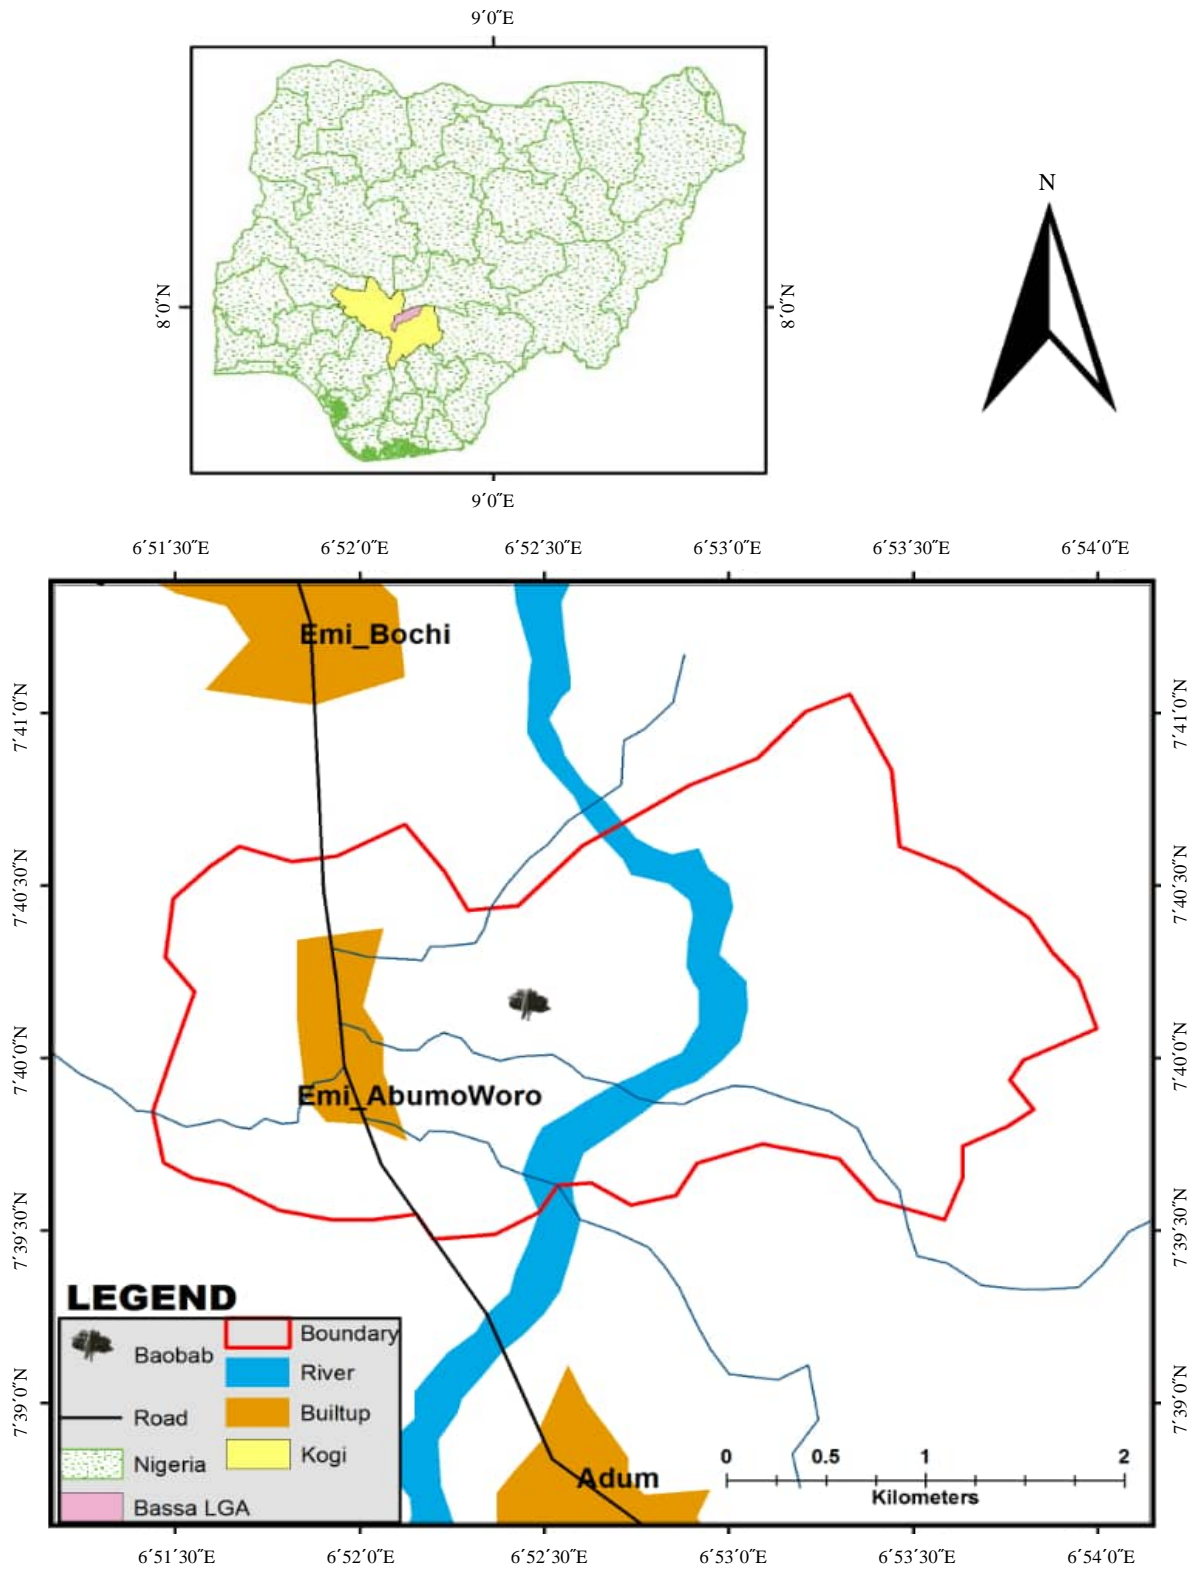 9′0″E
N
8′0″N
8′0″N
9′0″E
6′51′30″E
6′52′0″E
6′52′30″E
6′53′0″E
6′53′30″E
6′54′0″E
Emi_Bochi
7′41′0″N
7′41′0″N
7′40′30″N
7′40′30″N
7′40′0″N
7′40′0″N
Emi_AbumoWoro
7′39′30″N
7′39′30″N
LEGEND
Boundary
Baobab
River
Road
Builtup
Nigeria
Kogi
Bassa LGA
7′39′0″N
7′39′0″N
Adum
0 0.5 1 2
Kilometers
6′51′30″E
6′52′0″E
6′52′30″E
6′53′0″E
6′53′30″E
6′54′0″E